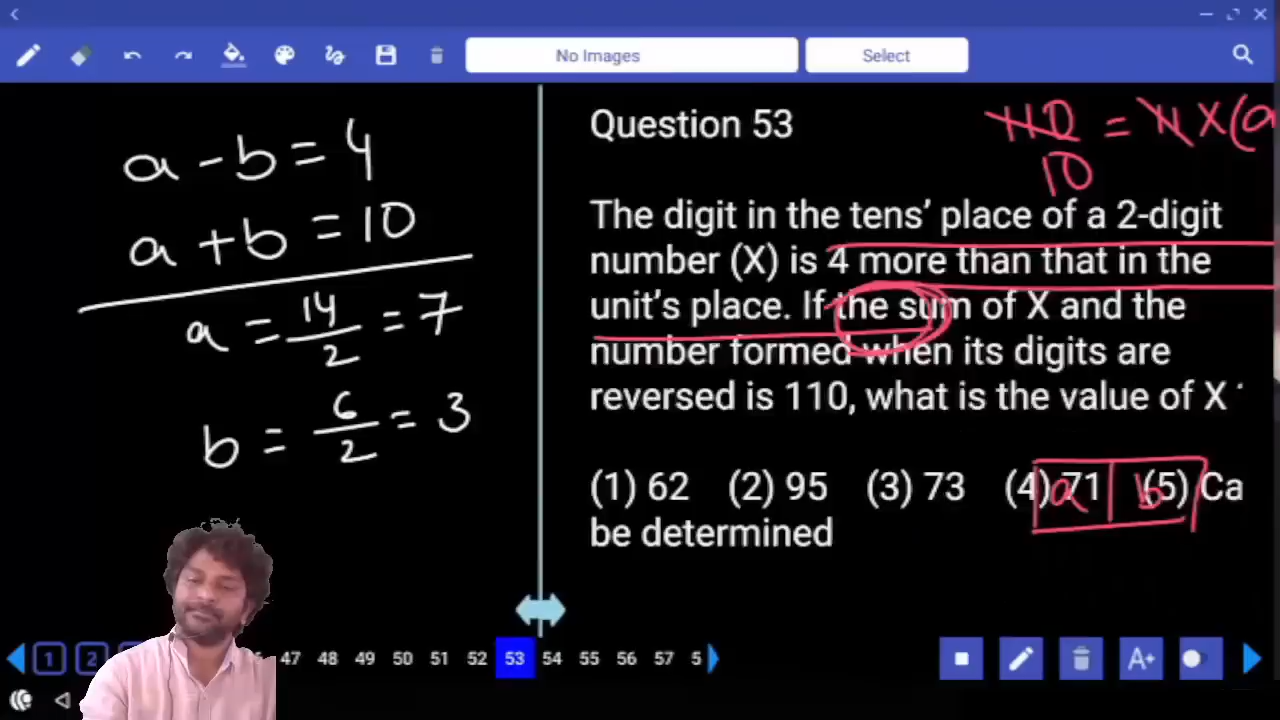 No Images
Select
a - b = 4
a + b = 10
a = 14/2 = 7
b = 6/2 = 3
Question 53
110 = 11 X (a
10
The digit in the tens’ place of a 2-digit
number (X) is 4 more than that in the
unit’s place. If the sum of X and the
number formed when its digits are
reversed is 110, what is the value of X
(1) 62 (2) 95 (3) 73 (4) 71 (5) Ca
be determined
a b
1 2 47 48 49 50 51 52 53 54 55 56 57 5
A+